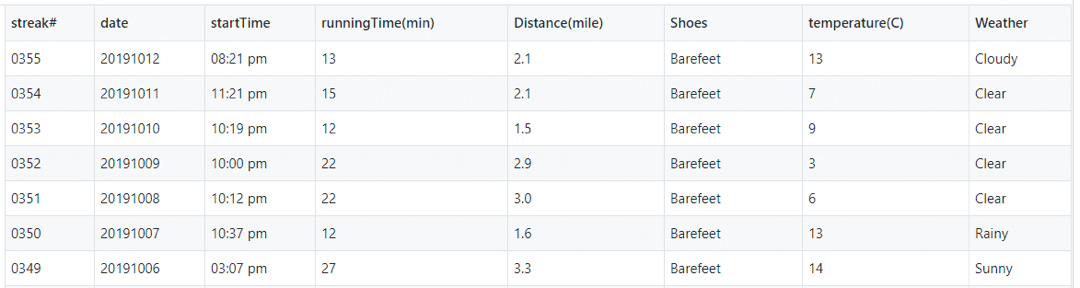 streak# date startTime runningTime(min) Distance(mile) Shoes temperature(C) Weather
0355 20191012 08:21 pm 13 2.1 Barefeet 13 Cloudy
0354 20191011 11:21 pm 15 2.1 Barefeet 7 Clear
0353 20191010 10:19 pm 12 1.5 Barefeet 9 Clear
0352 20191009 10:00 pm 22 2.9 Barefeet 3 Clear
0351 20191008 10:12 pm 22 3.0 Barefeet 6 Clear
0350 20191007 10:37 pm 12 1.6 Barefeet 13 Rainy
0349 20191006 03:07 pm 27 3.3 Barefeet 14 Sunny